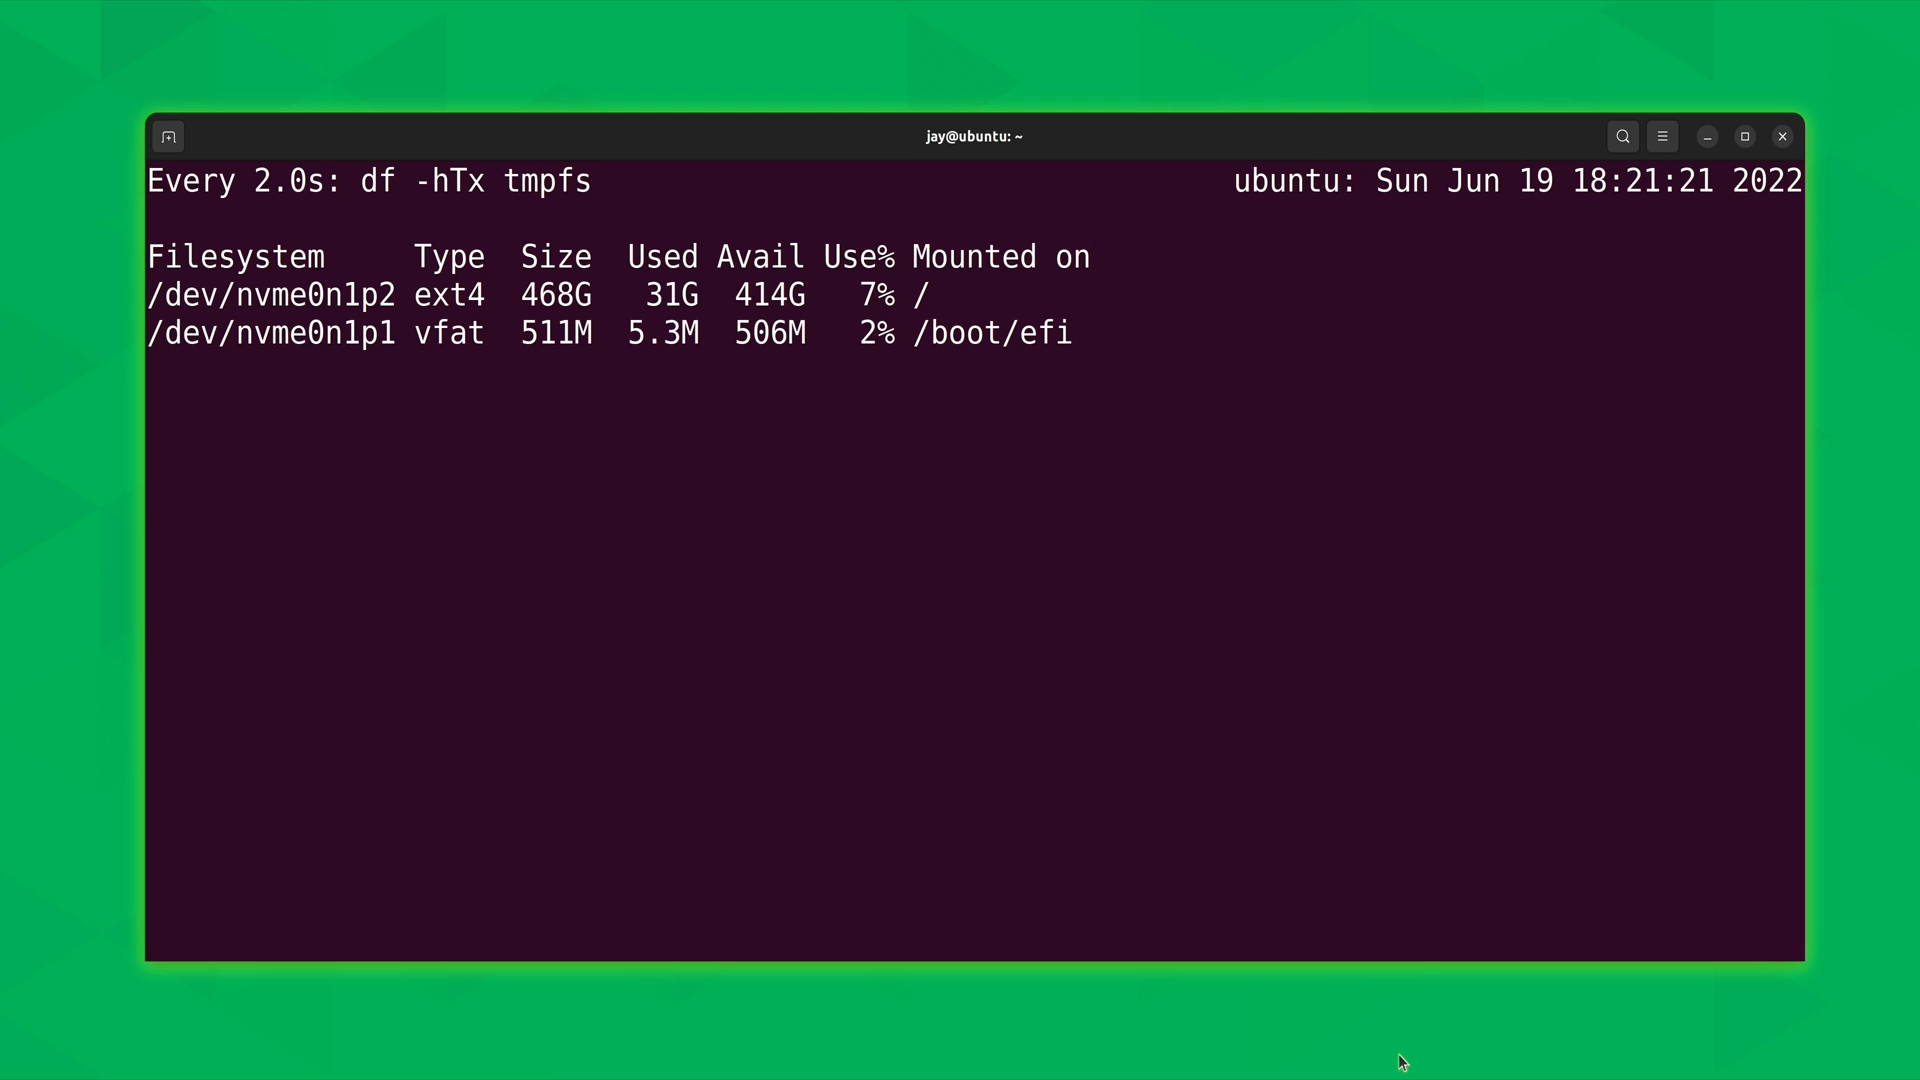 jay@ubuntu: ~
Every 2.0s: df -hTx tmpfs                                    ubuntu: Sun Jun 19 18:21:21 2022
Filesystem     Type  Size  Used Avail Use% Mounted on
/dev/nvme0n1p2 ext4  468G   31G  414G   7% /
/dev/nvme0n1p1 vfat  511M  5.3M  506M   2% /boot/efi